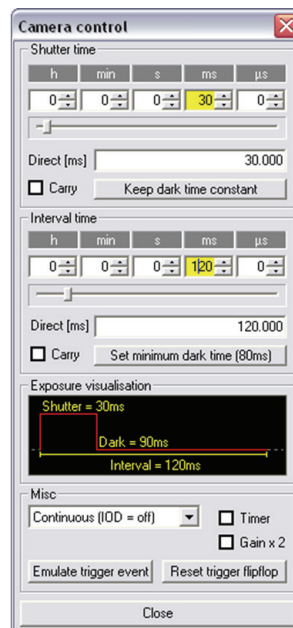 Camera control
Shutter time
h min s ms µs
0 0 0 30 0
Direct [ms] 30.000
Carry Keep dark time constant
Interval time
h min s ms µs
0 0 0 120 0
Direct [ms] 120.000
Carry Set minimum dark time (80ms)
Exposure visualisation
Shutter = 30ms
Dark = 90ms
Interval = 120ms
Misc
Continuous (IOD = off) Timer
Gain x 2
Emulate trigger event Reset trigger flipflop
Close